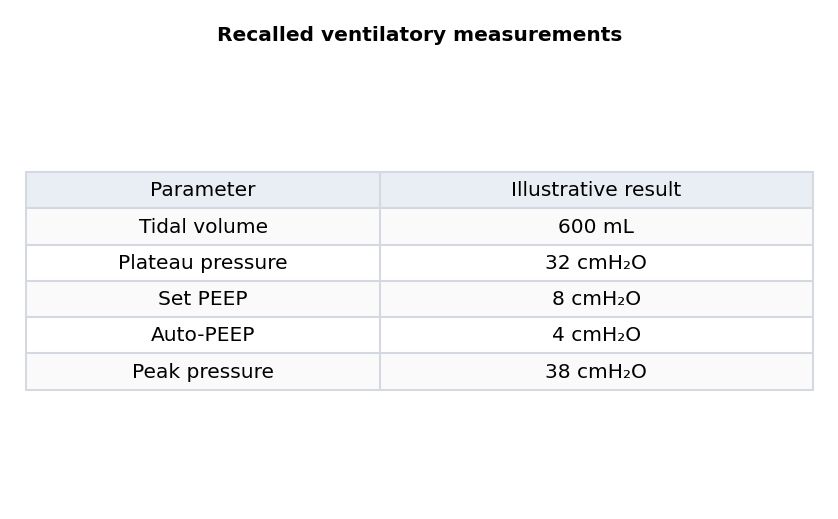 Recalled ventilatory measurements
Parameter Illustrative result
Tidal volume 600 mL
Plateau pressure 32 cmH₂O
Set PEEP 8 cmH₂O
Auto-PEEP 4 cmH₂O
Peak pressure 38 cmH₂O